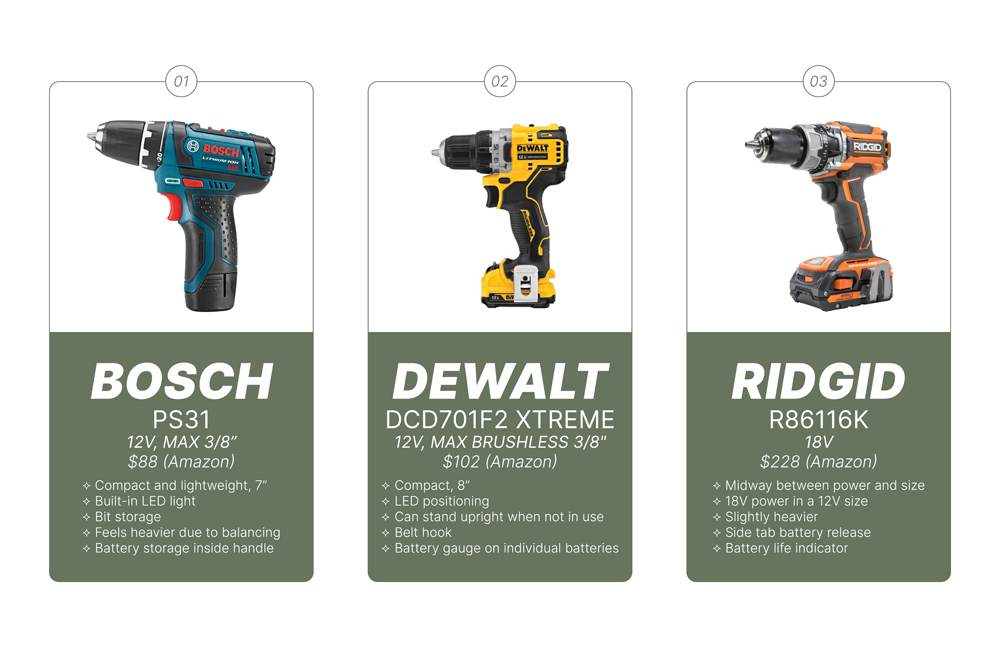 01
BOSCH
LITHIUM-ION
BOSCH
PS31
12V, MAX 3/8”
$88 (Amazon)
Compact and lightweight, 7”
Built-in LED light
Bit storage
Feels heavier due to balancing
Battery storage inside handle
02
DEWALT
DEWALT
DCD701F2 XTREME
12V, MAX BRUSHLESS 3/8"
$102 (Amazon)
Compact, 8”
LED positioning
Can stand upright when not in use
Belt hook
Battery gauge on individual batteries
03
RIDGID
RIDGID
R86116K
18V
$228 (Amazon)
Midway between power and size
18V power in a 12V size
Slightly heavier
Side tab battery release
Battery life indicator